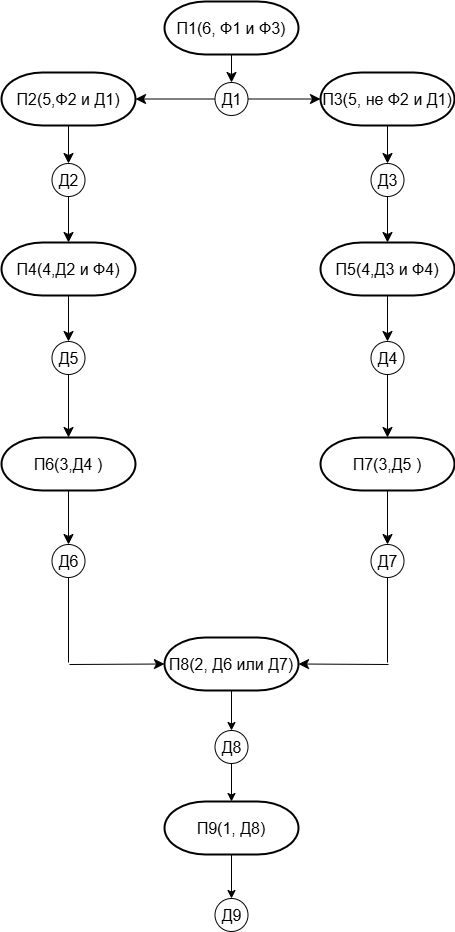 П1(6, Ф1 и Ф3)
Д1
П2(5,Ф2 и Д1)
П3(5, не Ф2 и Д1)
Д2
Д3
П4(4,Д2 и Ф4)
П5(4,Д3 и Ф4)
Д5
Д4
П6(3,Д4 )
П7(3,Д5 )
Д6
Д7
П8(2, Д6 или Д7)
Д8
П9(1, Д8)
Д9